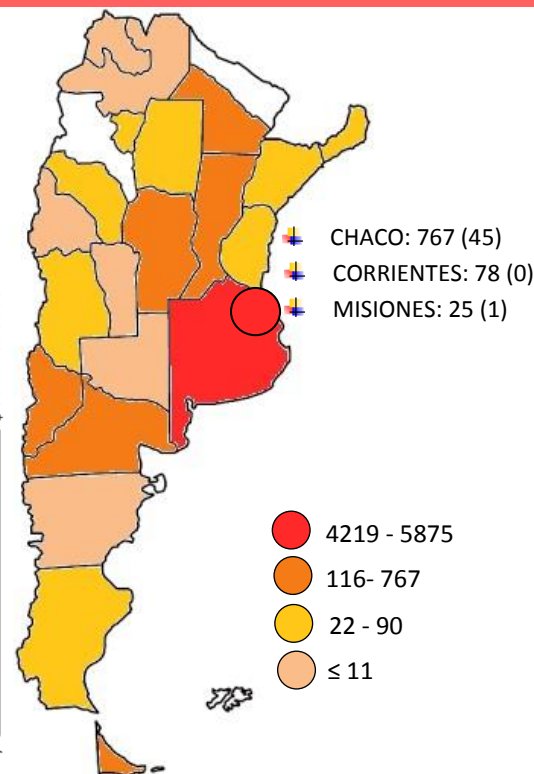 CHACO: 767 (45)
CORRIENTES: 78 (0)
MISIONES: 25 (1)
4219 - 5875
116- 767
22 - 90
≤ 11